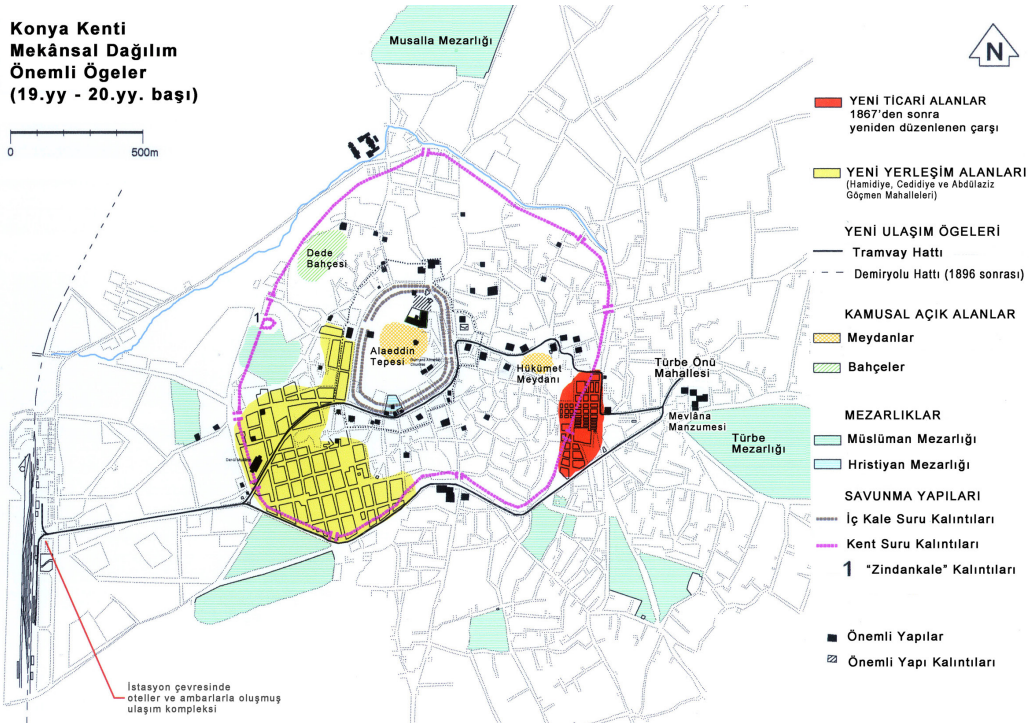 Konya Kenti
Mekânsal Dağılım
Önemli Ögeler
(19.yy - 20.yy. başı)
0 500m
N
Musalla Mezarlığı
Dede
Bahçesi
1
Alaeddin
Tepesi
Hükümet
Meydanı
Türbe Önü
Mahallesi
Mevlâna
Manzumesi
Türbe
Mezarlığı
İstasyon çevresinde
oteller ve ambarlarla oluşmuş
ulaşım kompleksi
YENİ TİCARİ ALANLAR
1867'den sonra
yeniden düzenlenen çarşı
YENİ YERLEŞİM ALANLARI
(Hamidiye, Cedidiye ve Abdülaziz
Göçmen Mahalleleri)
YENİ ULAŞIM ÖGELERİ
Tramvay Hattı
Demiryolu Hattı (1896 sonrası)
KAMUSAL AÇIK ALANLAR
Meydanlar
Bahçeler
MEZARLIKLAR
Müslüman Mezarlığı
Hristiyan Mezarlığı
SAVUNMA YAPILARI
İç Kale Suru Kalıntıları
Kent Suru Kalıntıları
1 "Zindankale" Kalıntıları
Önemli Yapılar
Önemli Yapı Kalıntıları